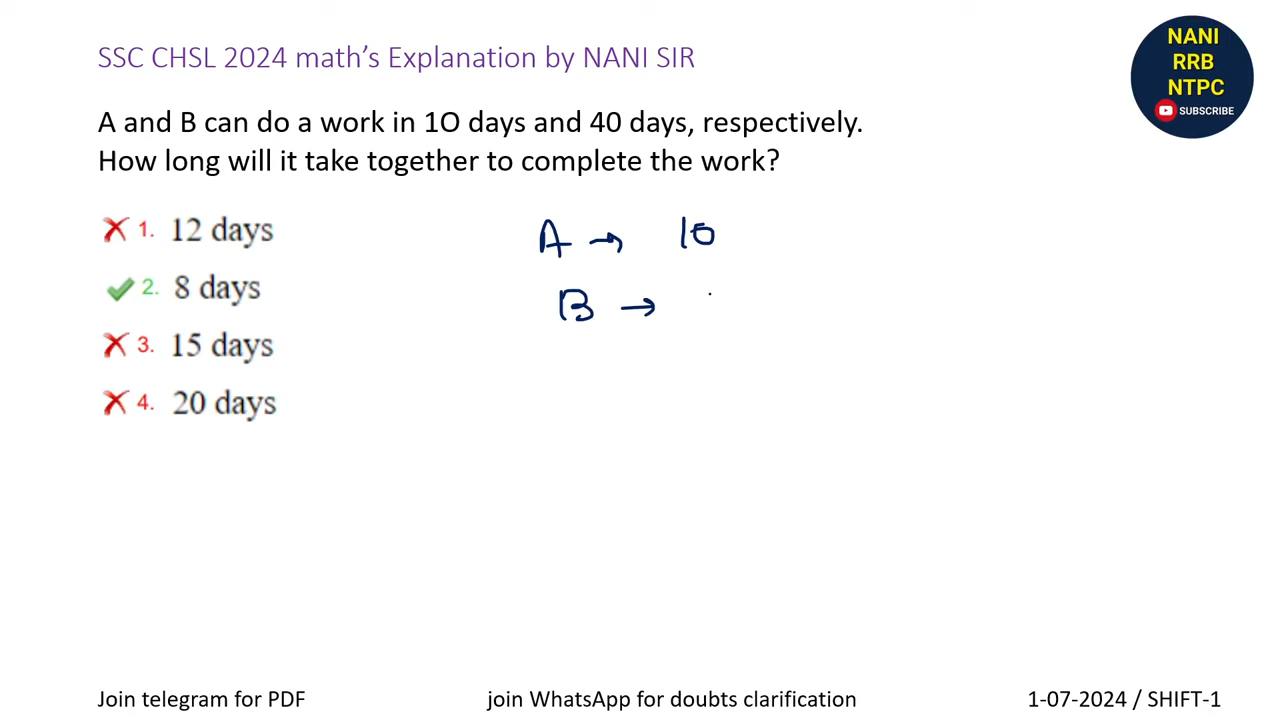 SSC CHSL 2024 math’s Explanation by NANI SIR
NANI
RRB
NTPC
SUBSCRIBE
A and B can do a work in 1O days and 40 days, respectively.
How long will it take together to complete the work?
1. 12 days
2. 8 days
3. 15 days
4. 20 days
A → 10
B →
Join telegram for PDF
join WhatsApp for doubts clarification
1-07-2024 / SHIFT-1